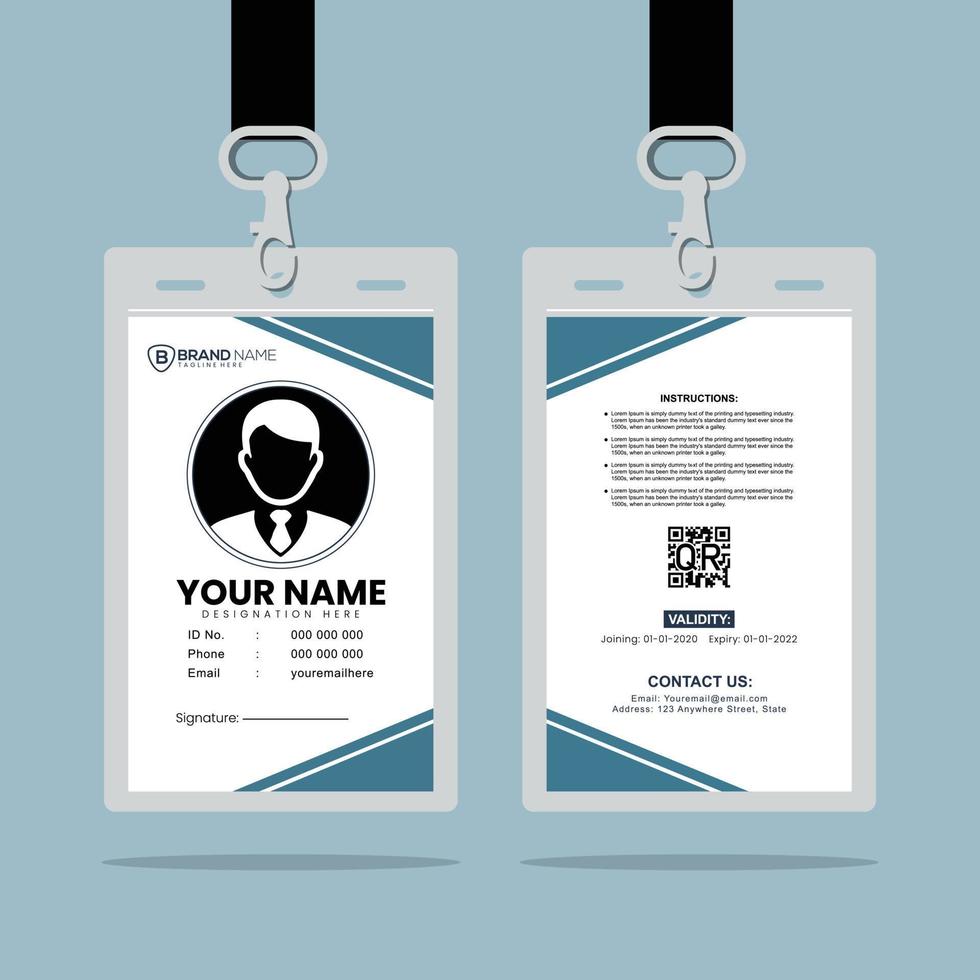 B BRAND NAME
TAGLINE HERE
YOUR NAME
DESIGNATION HERE
ID No. : 000 000 000
Phone : 000 000 000
Email : youremailhere
Signature:
INSTRUCTIONS:
Lorem Ipsum is simply dummy text of the printing and typesetting industry.
Lorem Ipsum has been the industry's standard dummy text ever since the
1500s, when an unknown printer took a galley.
Lorem Ipsum is simply dummy text of the printing and typesetting industry.
Lorem Ipsum has been the industry's standard dummy text ever since the
1500s, when an unknown printer took a galley.
Lorem Ipsum is simply dummy text of the printing and typesetting industry.
Lorem Ipsum has been the industry's standard dummy text ever since the
1500s, when an unknown printer took a galley.
Lorem Ipsum is simply dummy text of the printing and typesetting industry.
Lorem Ipsum has been the industry's standard dummy text ever since the
1500s, when an unknown printer took a galley.
QR
VALIDITY:
Joining: 01-01-2020 Expiry: 01-01-2022
CONTACT US:
Email: Youremail@email.com
Address: 123 Anywhere Street, State